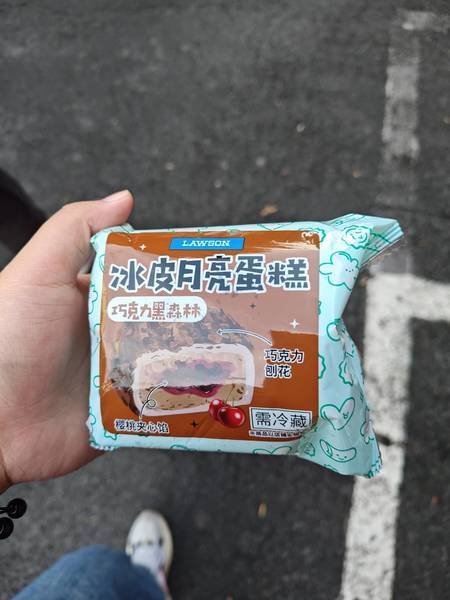 LAWSON
冰皮月亮蛋糕
巧克力黑森林
巧克力
刨花
樱桃夹心馅
需冷藏